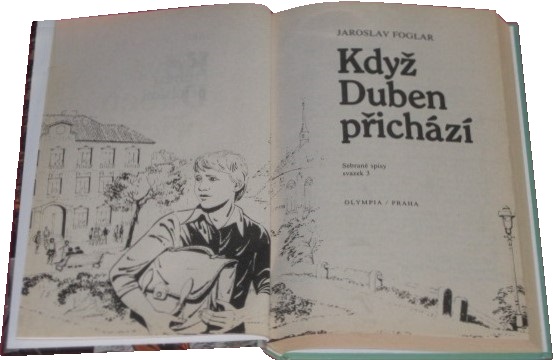 JAROSLAV FOGLAR
Když
Duben
přichází
Sebrané spisy
svazek 3
OLYMPIA / PRAHA